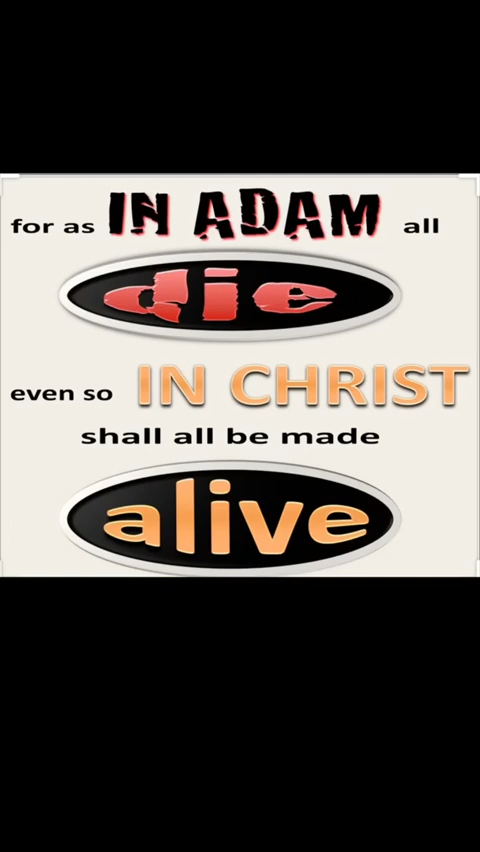 for as IN ADAM all
die
even so IN CHRIST
shall all be made
alive